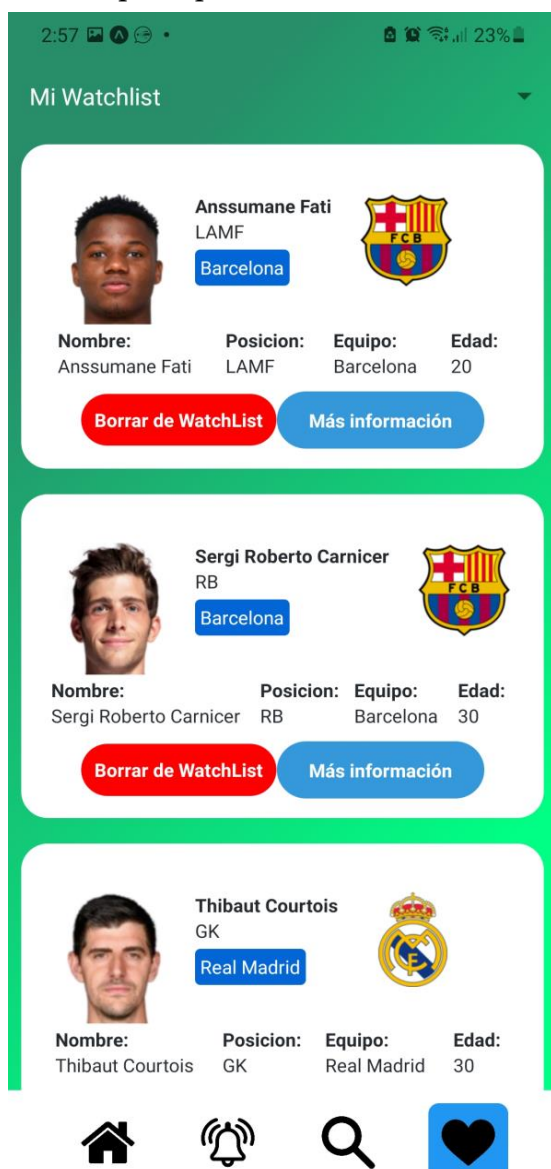 2:57 23%
Mi Watchlist
Anssumane Fati
LAMF
Barcelona
FCB
Nombre: Posicion: Equipo: Edad:
Anssumane Fati LAMF Barcelona 20
Borrar de WatchList Más información
Sergi Roberto Carnicer
RB
Barcelona
FCB
Nombre: Posicion: Equipo: Edad:
Sergi Roberto Carnicer RB Barcelona 30
Borrar de WatchList Más información
Thibaut Courtois
GK
Real Madrid
Nombre: Posicion: Equipo: Edad:
Thibaut Courtois GK Real Madrid 30